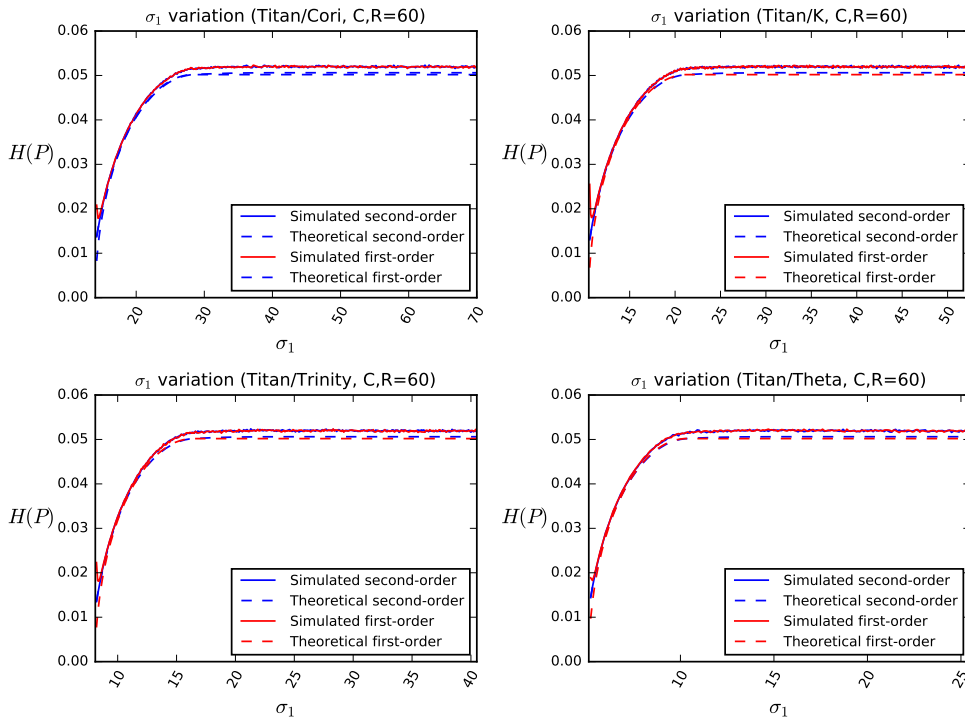 σ1 variation (Titan/Cori, C,R=60)
0.06
0.05
0.04
0.03
0.02
0.01
0.00
H(P)
Simulated second-order
Theoretical second-order
Simulated first-order
Theoretical first-order
20
30
40
50
60
70
σ1
σ1 variation (Titan/K, C,R=60)
0.06
0.05
0.04
0.03
0.02
0.01
0.00
H(P)
Simulated second-order
Theoretical second-order
Simulated first-order
Theoretical first-order
15
20
25
30
35
40
45
50
σ1
σ1 variation (Titan/Trinity, C,R=60)
0.06
0.05
0.04
0.03
0.02
0.01
0.00
H(P)
Simulated second-order
Theoretical second-order
Simulated first-order
Theoretical first-order
10
15
20
25
30
35
40
σ1
σ1 variation (Titan/Theta, C,R=60)
0.06
0.05
0.04
0.03
0.02
0.01
0.00
H(P)
Simulated second-order
Theoretical second-order
Simulated first-order
Theoretical first-order
10
15
20
25
σ1